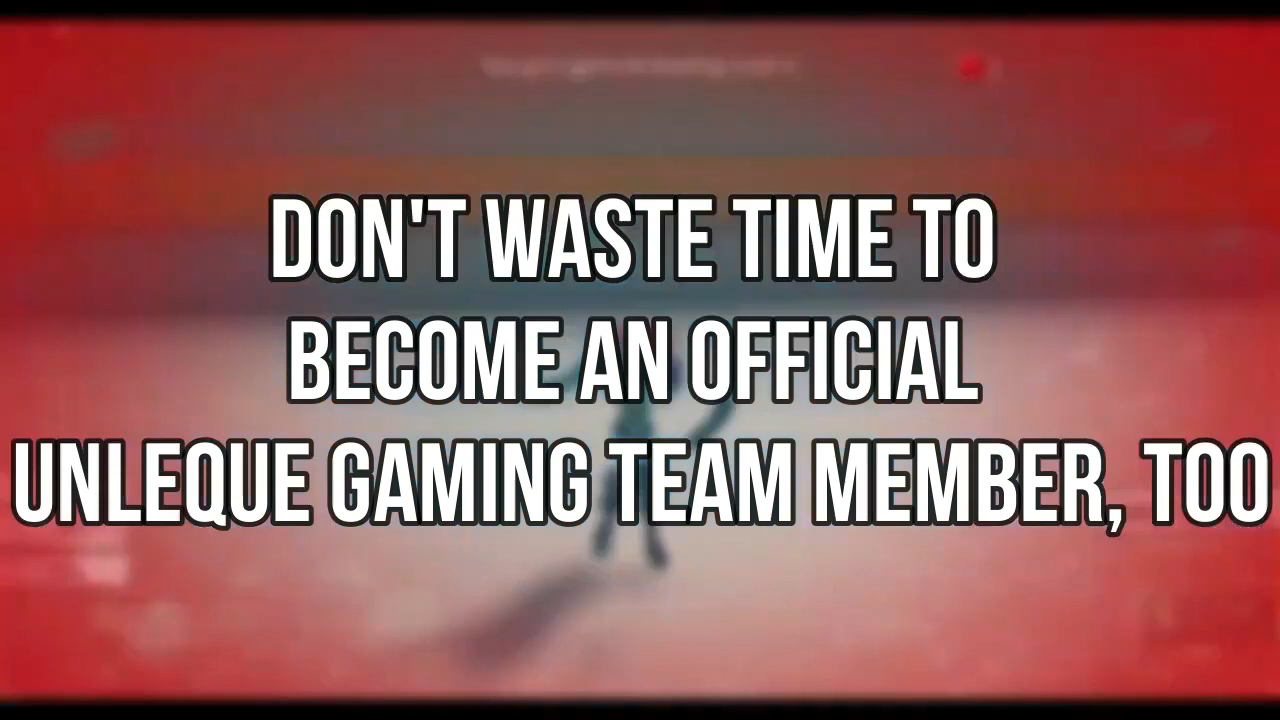 DON'T WASTE TIME TO
BECOME AN OFFICIAL
UNLEQUE GAMING TEAM MEMBER, TOO